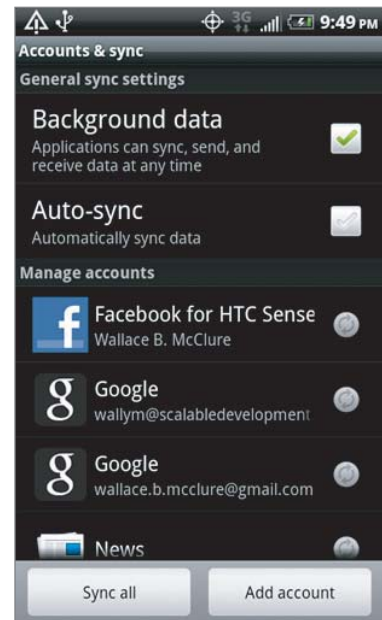 3G 9:49 PM
Accounts & sync
General sync settings
Background data
Applications can sync, send, and
receive data at any time
Auto-sync
Automatically sync data
Manage accounts
Facebook for HTC Sense
Wallace B. McClure
Google
wallym@scalabledevelopment
Google
wallace.b.mcclure@gmail.com
News
Sync all Add account